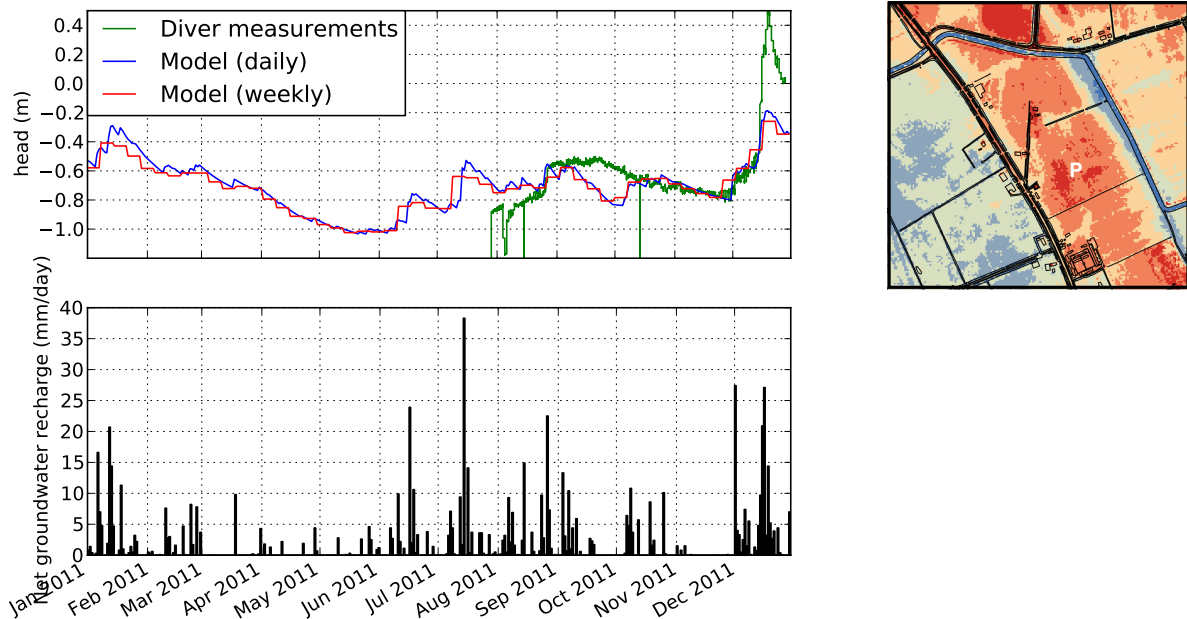 0.4
0.2
0.0
−0.2
−0.4
−0.6
−0.8
−1.0
head (m)
Diver measurements
Model (daily)
Model (weekly)
P
40
35
30
25
20
15
10
5
0
Net groundwater recharge (mm/day)
Jan 2011
Feb 2011
Mar 2011
Apr 2011
May 2011
Jun 2011
Jul 2011
Aug 2011
Sep 2011
Oct 2011
Nov 2011
Dec 2011